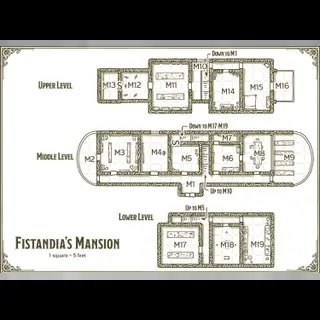 DOWN TO M1
M10
UPPER LEVEL
M13
S
M12
M11
M14
M15
M16
DOWN TO M17-M19
S
M7
MIDDLE LEVEL
M2
M3
M4
M5
M6
M8
M9
M1
UP TO M10
UP TO M5
LOWER LEVEL
M17
M18
M19
FISTANDIA'S MANSION
1 square = 5 feet